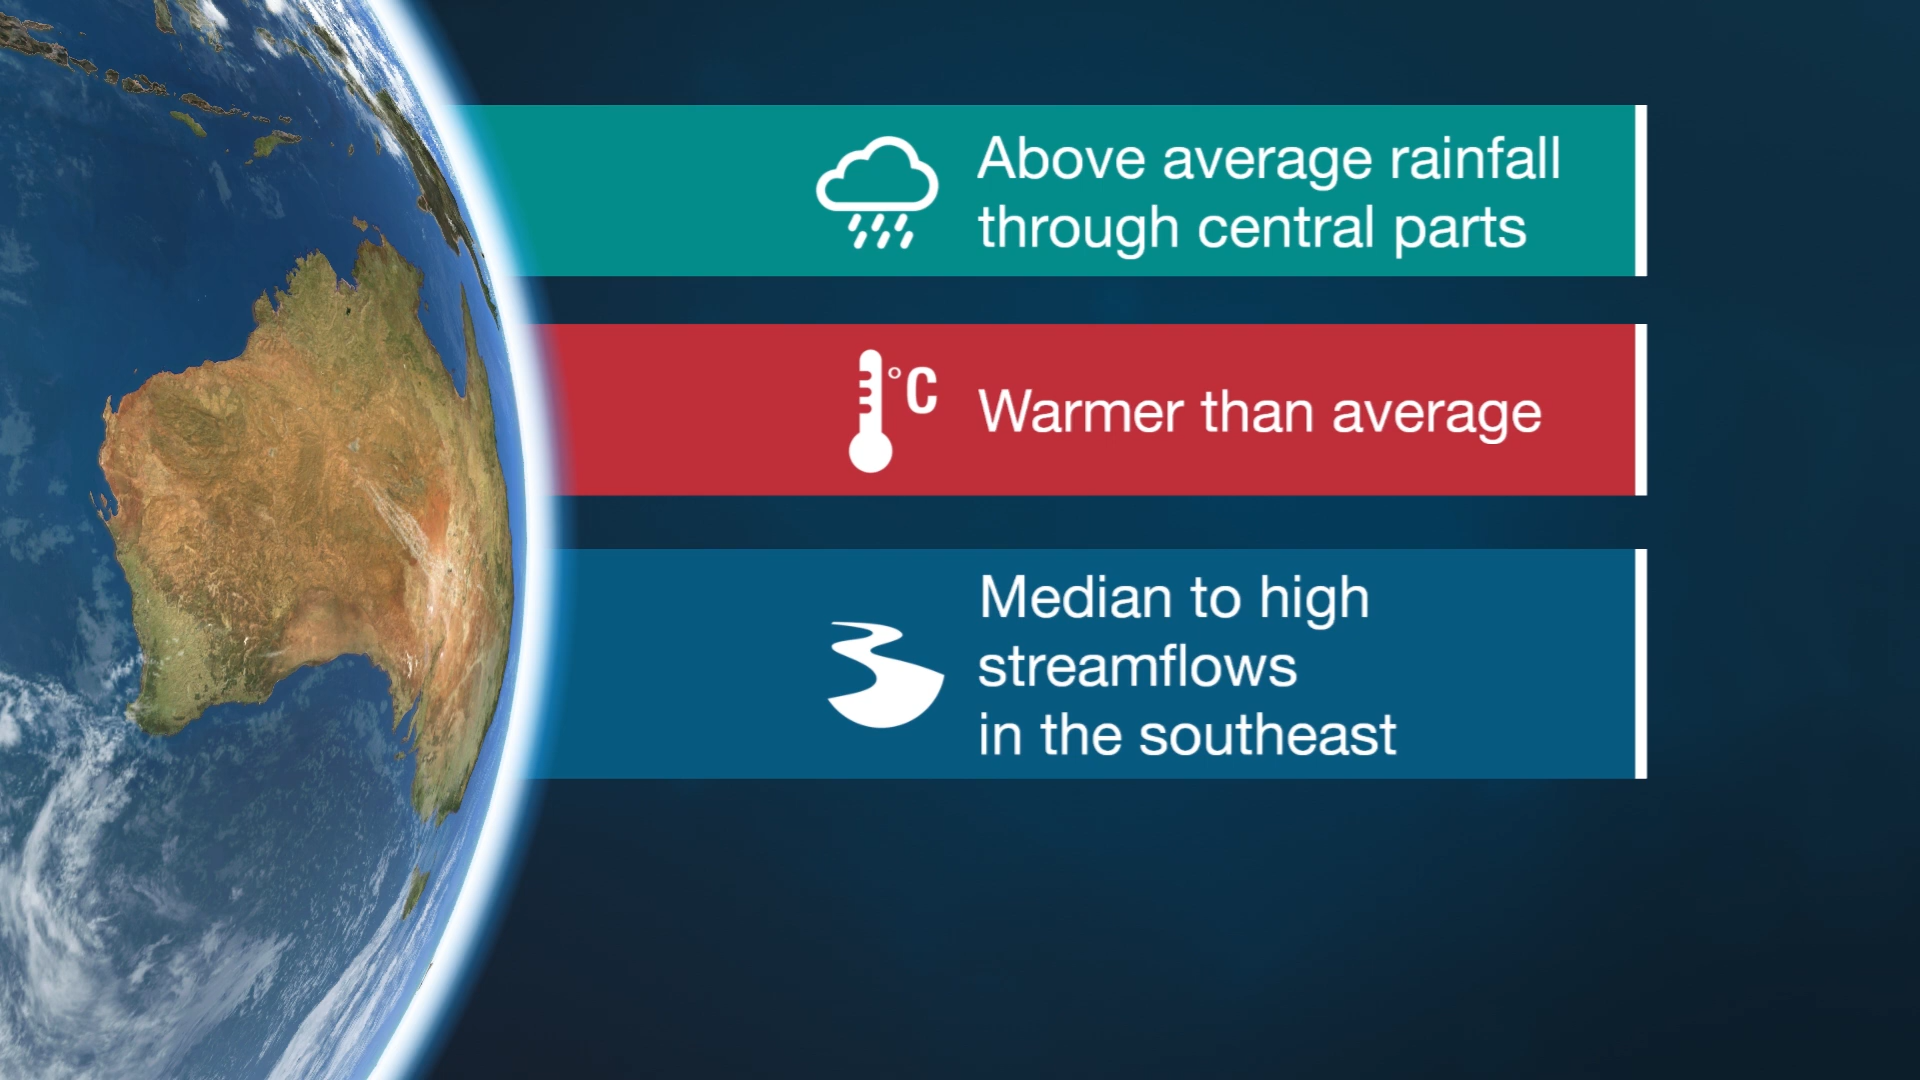 Above average rainfall
through central parts
°C
Warmer than average
Median to high
streamflows
in the southeast